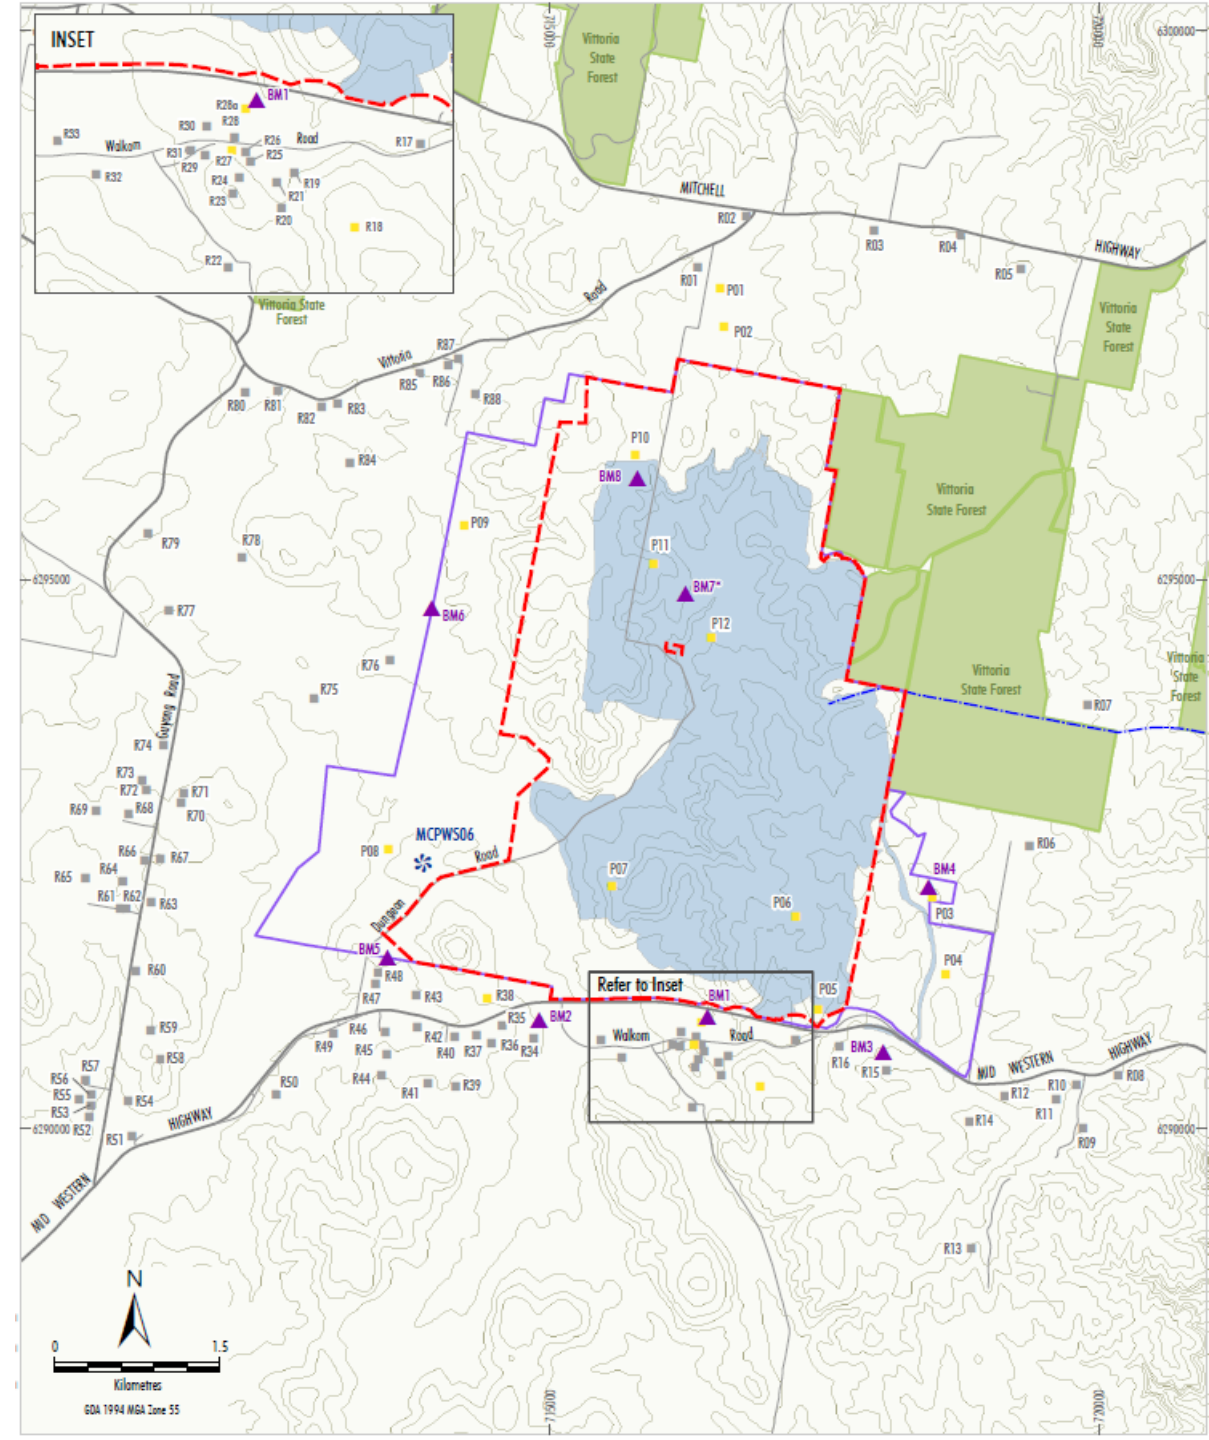 INSET
BM1
R28a
R28
R30
R33
Walkom
Road
R26
R17
R31
R27
R25
R29
R32
R24
R19
R23
R21
R20
R18
R22
715000
720000
6300000
Vittoria
State
Forest
MITCHELL
HIGHWAY
R02
R03
R04
R05
R01
P01
P02
Road
Vittoria
Vittoria State
Forest
Vittoria
State
Forest
R87
R85
R86
R88
R80
R81
R82
R83
R84
P10
BM8
Vittoria
State Forest
P09
R79
R78
P11
6295000
6295000
BM7*
BM6
R77
P12
R76
R75
Vittoria
State Forest
Vittoria
State
Forest
R07
Guyong Road
R74
R73
R72
R71
R69
R68
R70
MCPWS06
R66
R67
P08
Road
R06
R65
R64
P07
BM4
R61
R62
R63
P06
P03
Dungeon
BM5
R60
R48
P04
R47
R43
R38
Refer to Inset
P05
BM1
R35
BM2
R59
R46
R42
R49
R40
R37
R36
R34
Walkom
Road
R16
BM3
R15
R45
R58
MID WESTERN
HIGHWAY
R57
R56
R55
R53
R52
R54
R44
R41
R39
R50
R10
R08
R12
R11
6290000
6290000
R51
HIGHWAY
R14
R09
MID WESTERN
R13
N
0
1.5
Kilometres
GDA 1994 MGA Zone 55
715000
720000